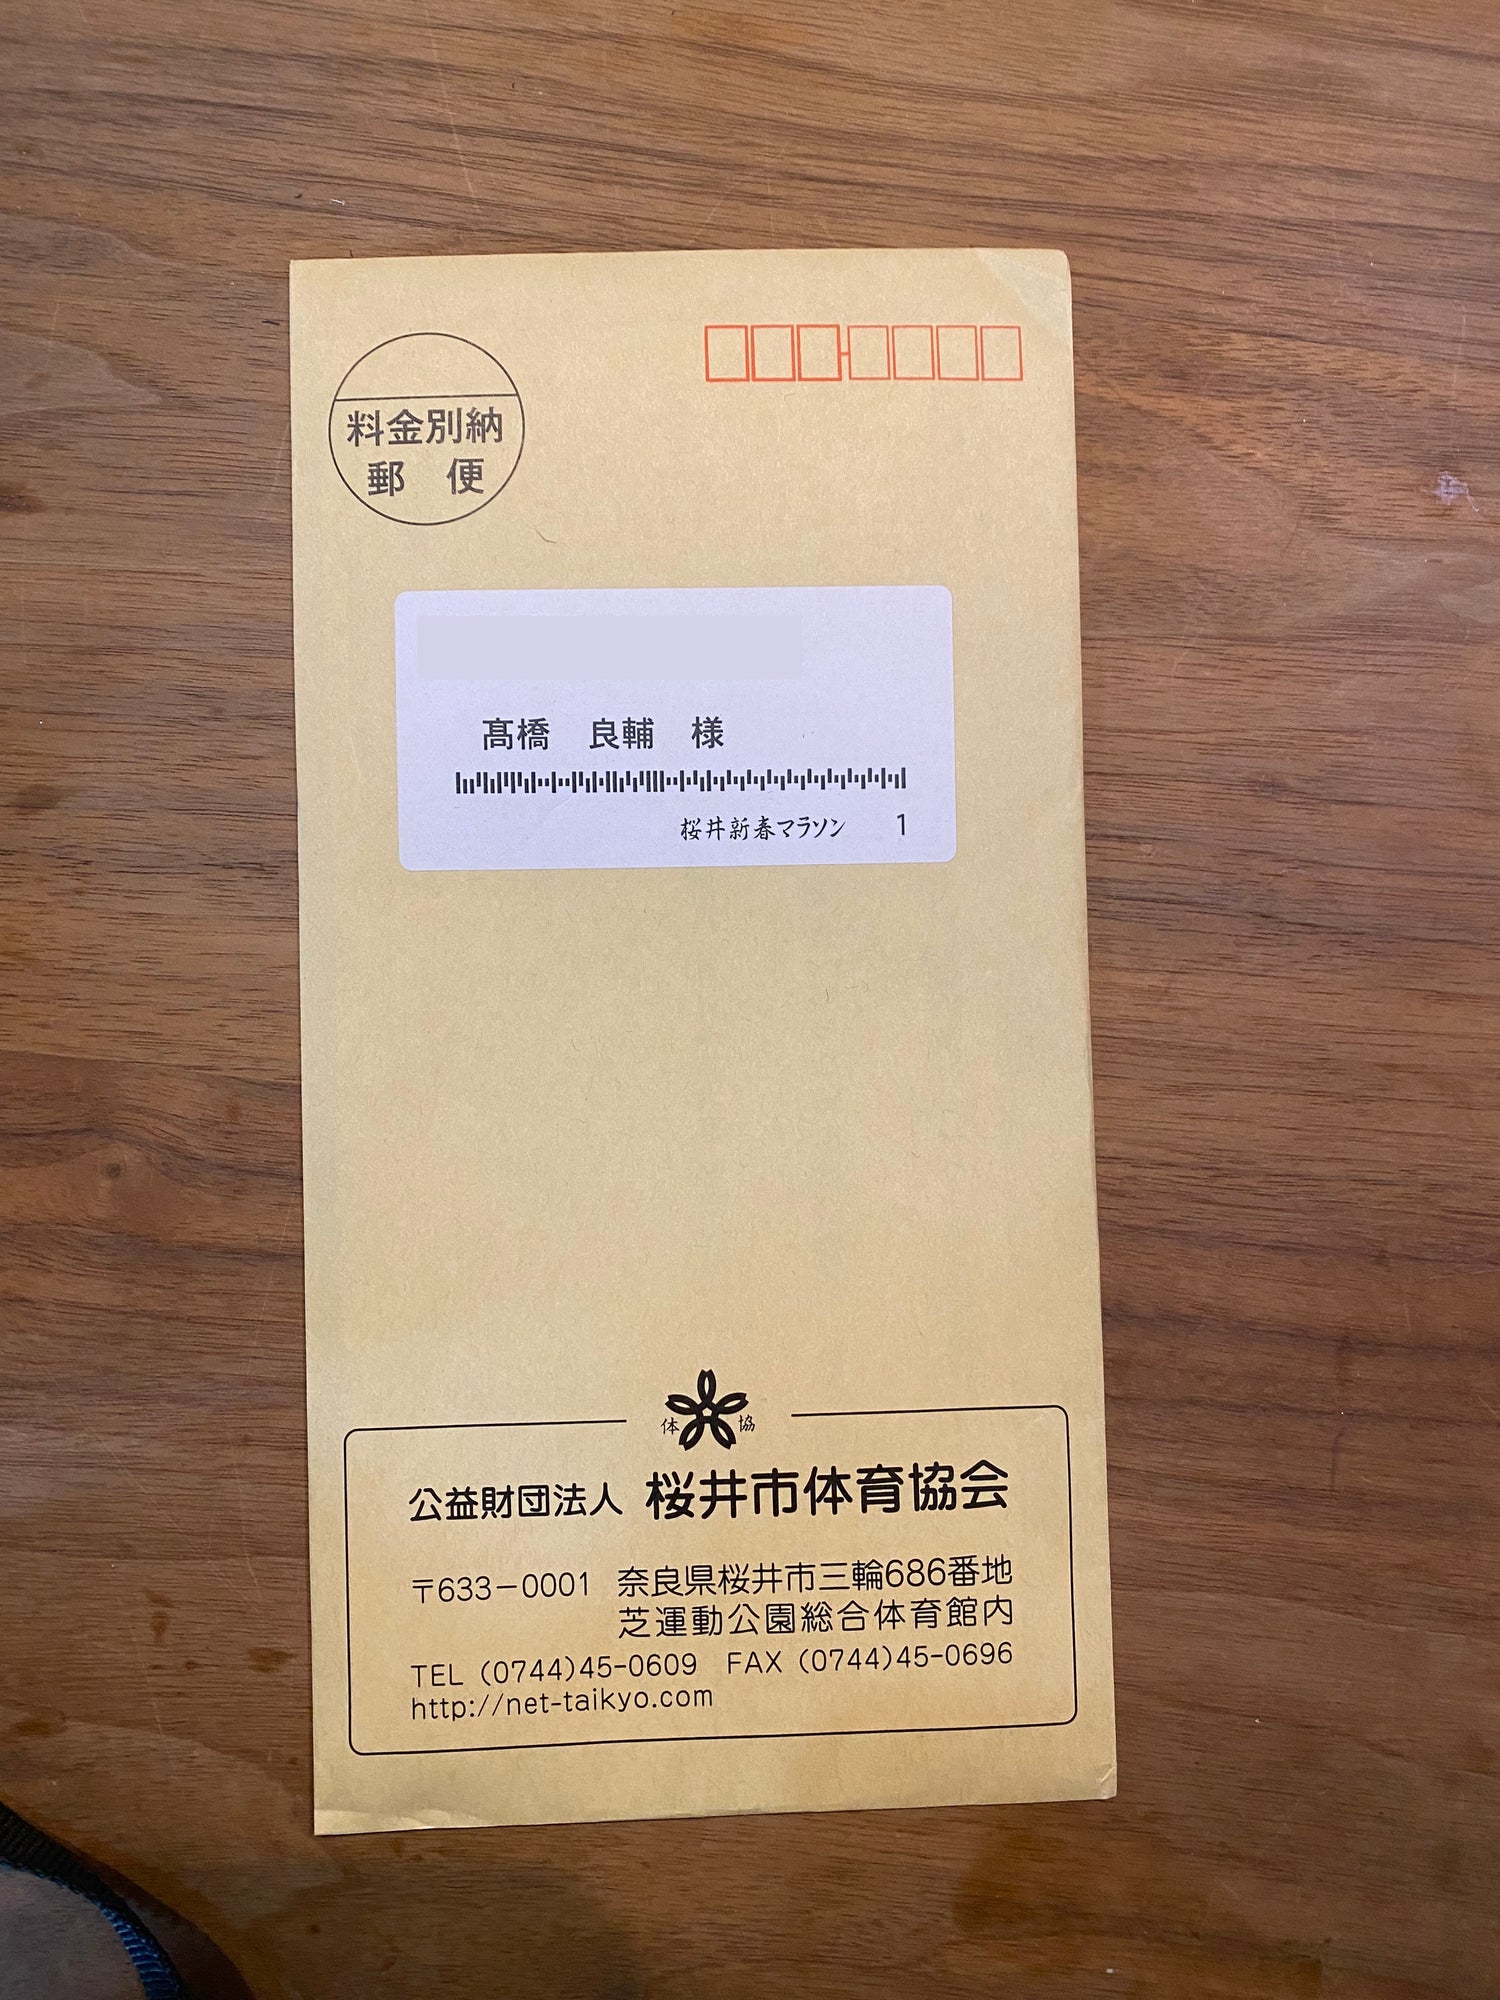 料金別納
郵便
髙橋 良輔 様
桜井新春マラソン 1
体 協
公益財団法人 桜井市体育協会
〒633-0001 奈良県桜井市三輪686番地
芝運動公園総合体育館内
TEL (0744)45-0609 FAX (0744)45-0696
http://net-taikyo.com